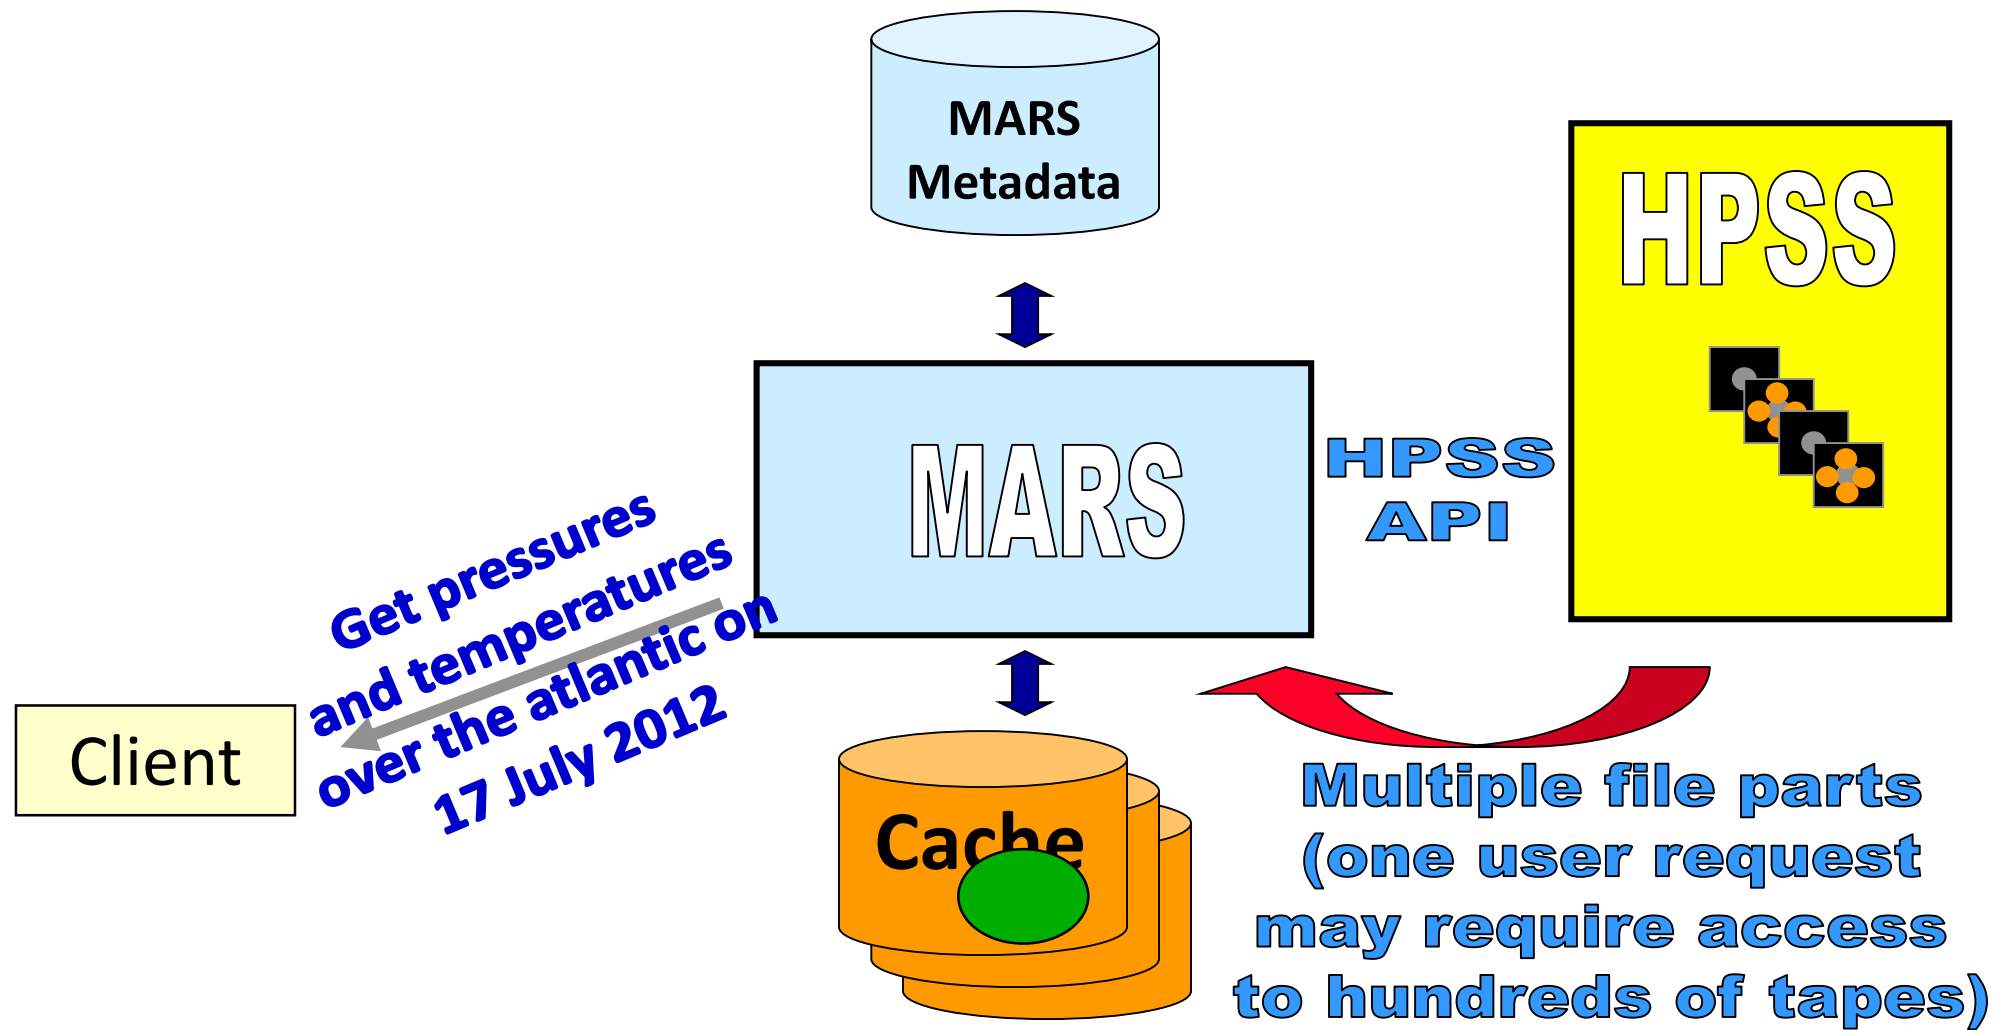 MARS
Metadata
HPSS
MARS
HPSS
API
Get pressures
and temperatures
over the atlantic on
17 July 2012
Client
Cache
Multiple file parts
(one user request
may require access
to hundreds of tapes)